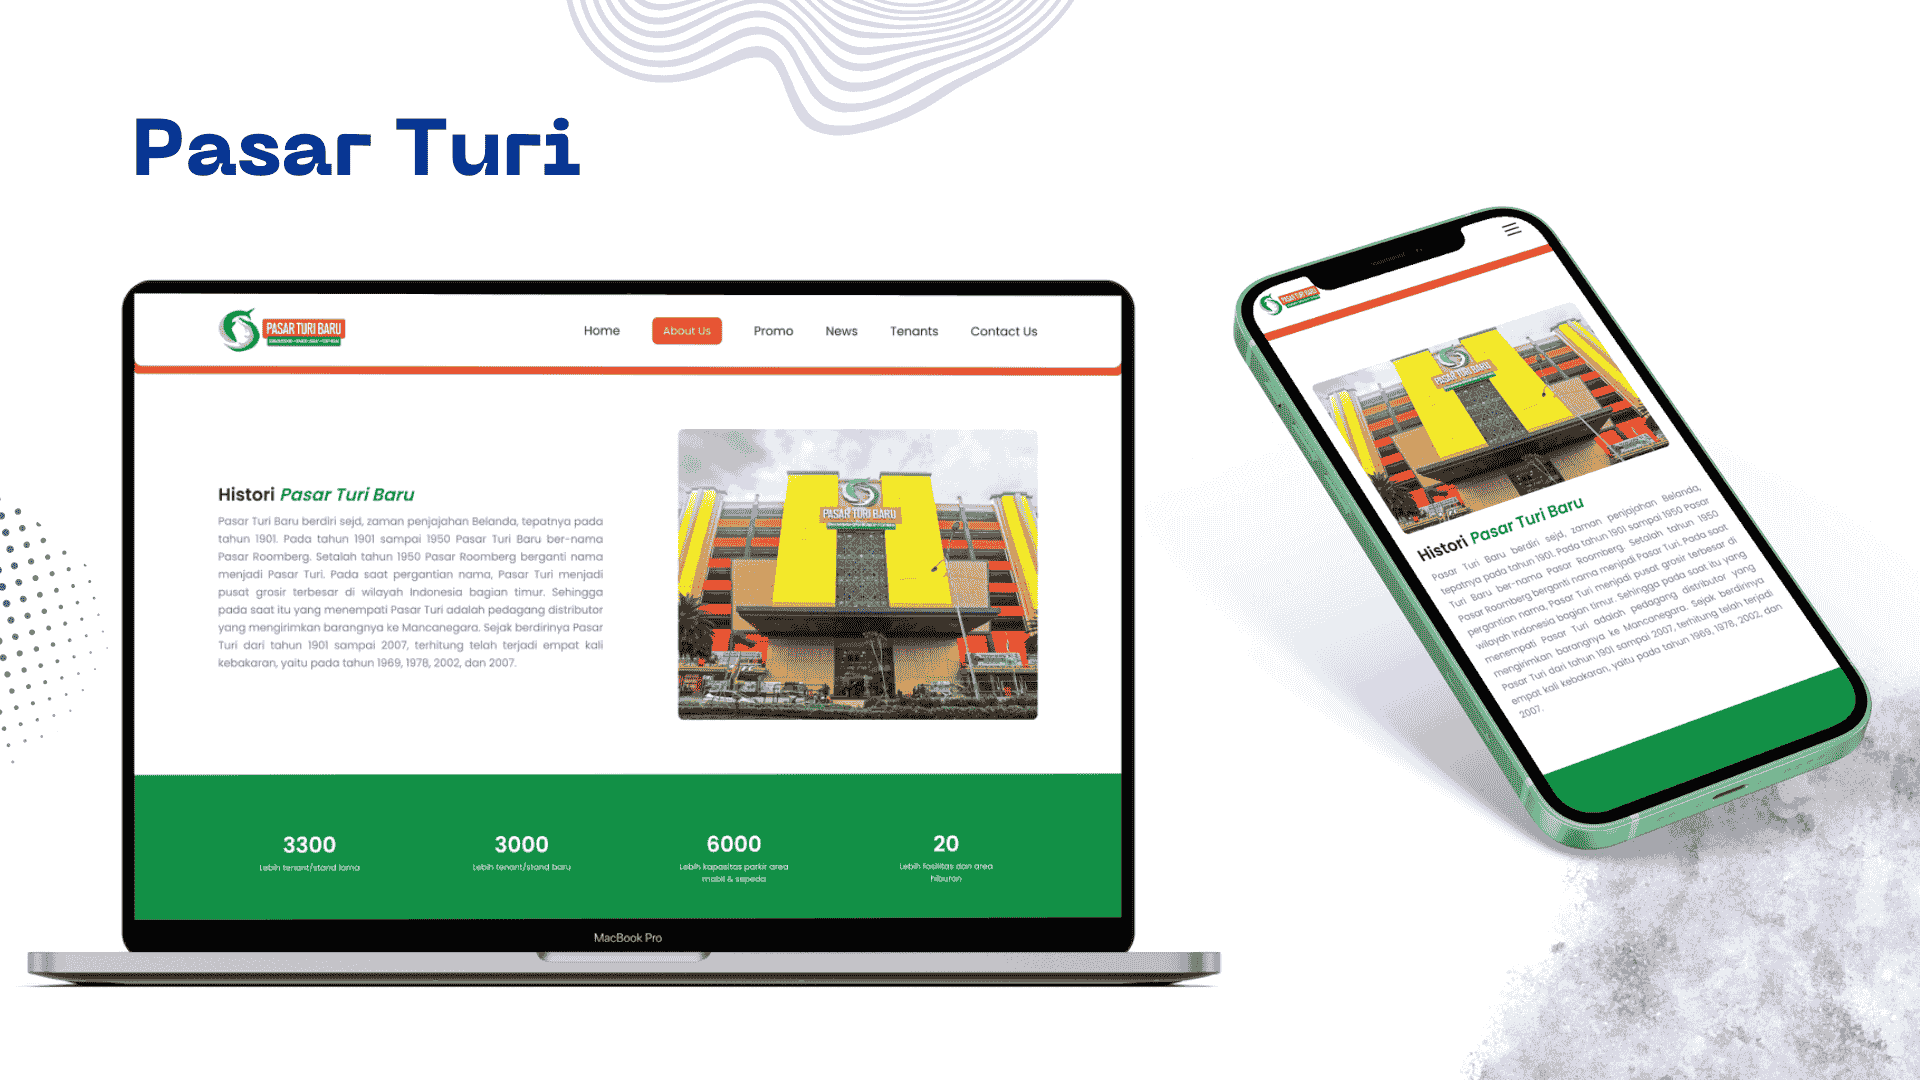 Pasar Turi
PASAR TURI BARU
Home
About Us
Promo
News
Tenants
Contact Us
Histori Pasar Turi Baru
Pasar Turi Baru berdiri sejd, zaman penjajahan Belanda, tepatnya pada
tahun 1901. Pada tahun 1901 sampai 1950 Pasar Turi Baru ber-nama
Pasar Roomberg. Setalah tahun 1950 Pasar Roomberg berganti nama
menjadi Pasar Turi. Pada saat pergantian nama, Pasar Turi menjadi
pusat grosir terbesar di wilayah Indonesia bagian timur. Sehingga
pada saat itu yang menempati Pasar Turi adalah pedagang distributor
yang mengirimkan barangnya ke Mancanegara. Sejak berdirinya Pasar
Turi dari tahun 1901 sampai 2007, terhitung telah terjadi empat kali
kebakaran, yaitu pada tahun 1969, 1978, 2002, dan 2007.
PASAR TURI BARU
3300
Lebih tenant/stand lama
3000
Lebih tenant/stand baru
6000
Lebih kapasitas parkir area
mobil & sepeda
20
Lebih fasilitas dan area
hiburan
MacBook Pro
PASAR TURI BARU
PASAR TURI BARU
Histori Pasar Turi Baru
Pasar Turi Baru berdiri sejd, zaman penjajahan Belanda,
tepatnya pada tahun 1901. Pada tahun 1901 sampai 1950 Pasar
Turi Baru ber-nama Pasar Roomberg. Setalah tahun 1950
Pasar Roomberg berganti nama menjadi Pasar Turi. Pada saat
pergantian nama, Pasar Turi menjadi pusat grosir terbesar di
wilayah Indonesia bagian timur. Sehingga pada saat itu yang
menempati Pasar Turi adalah pedagang distributor yang
mengirimkan barangnya ke Mancanegara. Sejak berdirinya
Pasar Turi dari tahun 1901 sampai 2007, terhitung telah terjadi
empat kali kebakaran, yaitu pada tahun 1969, 1978, 2002, dan
2007.